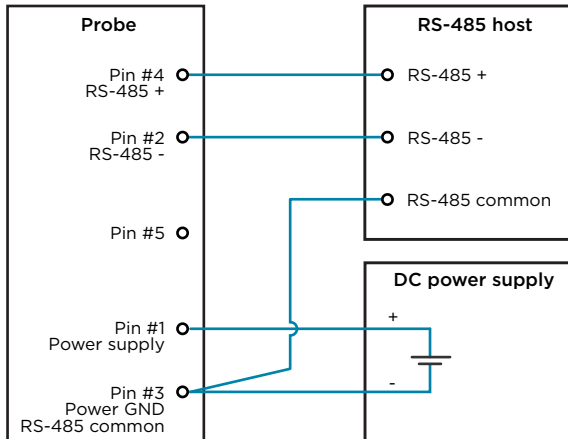 Probe
Pin #4
RS-485 +
Pin #2
RS-485 -
Pin #5
Pin #1
Power supply
Pin #3
Power GND
RS-485 common
RS-485 host
RS-485 +
RS-485 -
RS-485 common
DC power supply
+
-